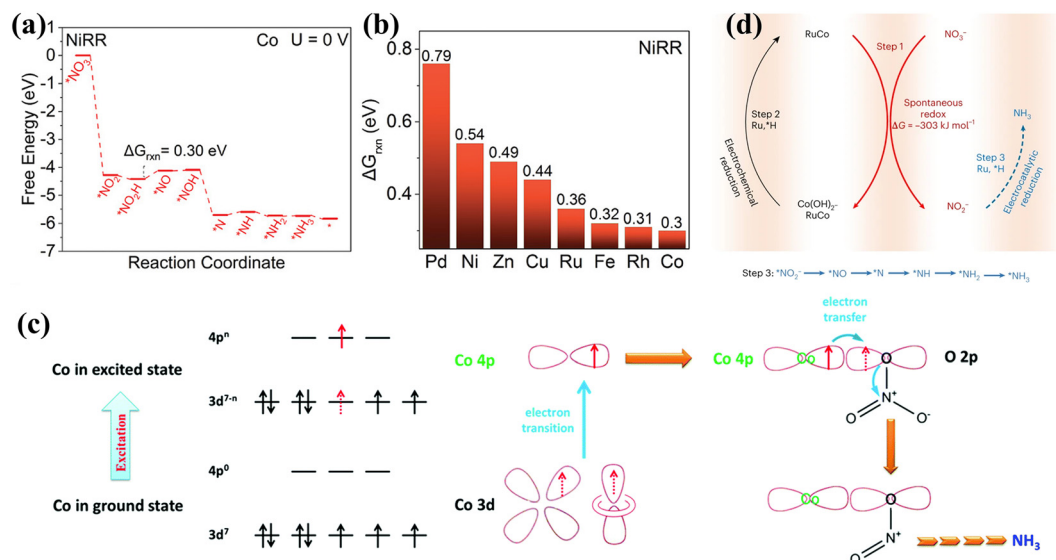 (a)
NiRR
Co U = 0 V
Free Energy (eV)
0
-1
-2
-3
-4
-5
-6
-7
*NO3
*NO2
*NO2H
*NO
*NOH
ΔGrxn = 0.30 eV
*N
*NH
*NH2
*NH3
*
Reaction Coordinate
(b)
NiRR
ΔGrxn (eV)
0.8
0.6
0.4
0.79
0.54
0.49
0.44
0.36
0.32
0.31
0.3
Pd Ni Zn Cu Ru Fe Rh Co
(d)
RuCo
NO3⁻
Step 1
Step 2
Ru,*H
Electrochemical
reduction
Spontaneous
redox
ΔG = −303 kJ mol⁻¹
NH3
Step 3
Ru, *H
Electrocatalytic
reduction
Co(OH)2-
RuCo
NO2⁻
Step 3: *NO2⁻ → *NO → *N → *NH → *NH2 → *NH3
(c)
4pⁿ
Co in excited state
3d⁷⁻ⁿ
Excitation
4p⁰
Co in ground state
3d⁷
Co 4p
electron
transition
Co 3d
electron
transfer
Co 4p
Co
O
O 2p
N⁺
O
O⁻
Co
O
N⁺
O
NH3